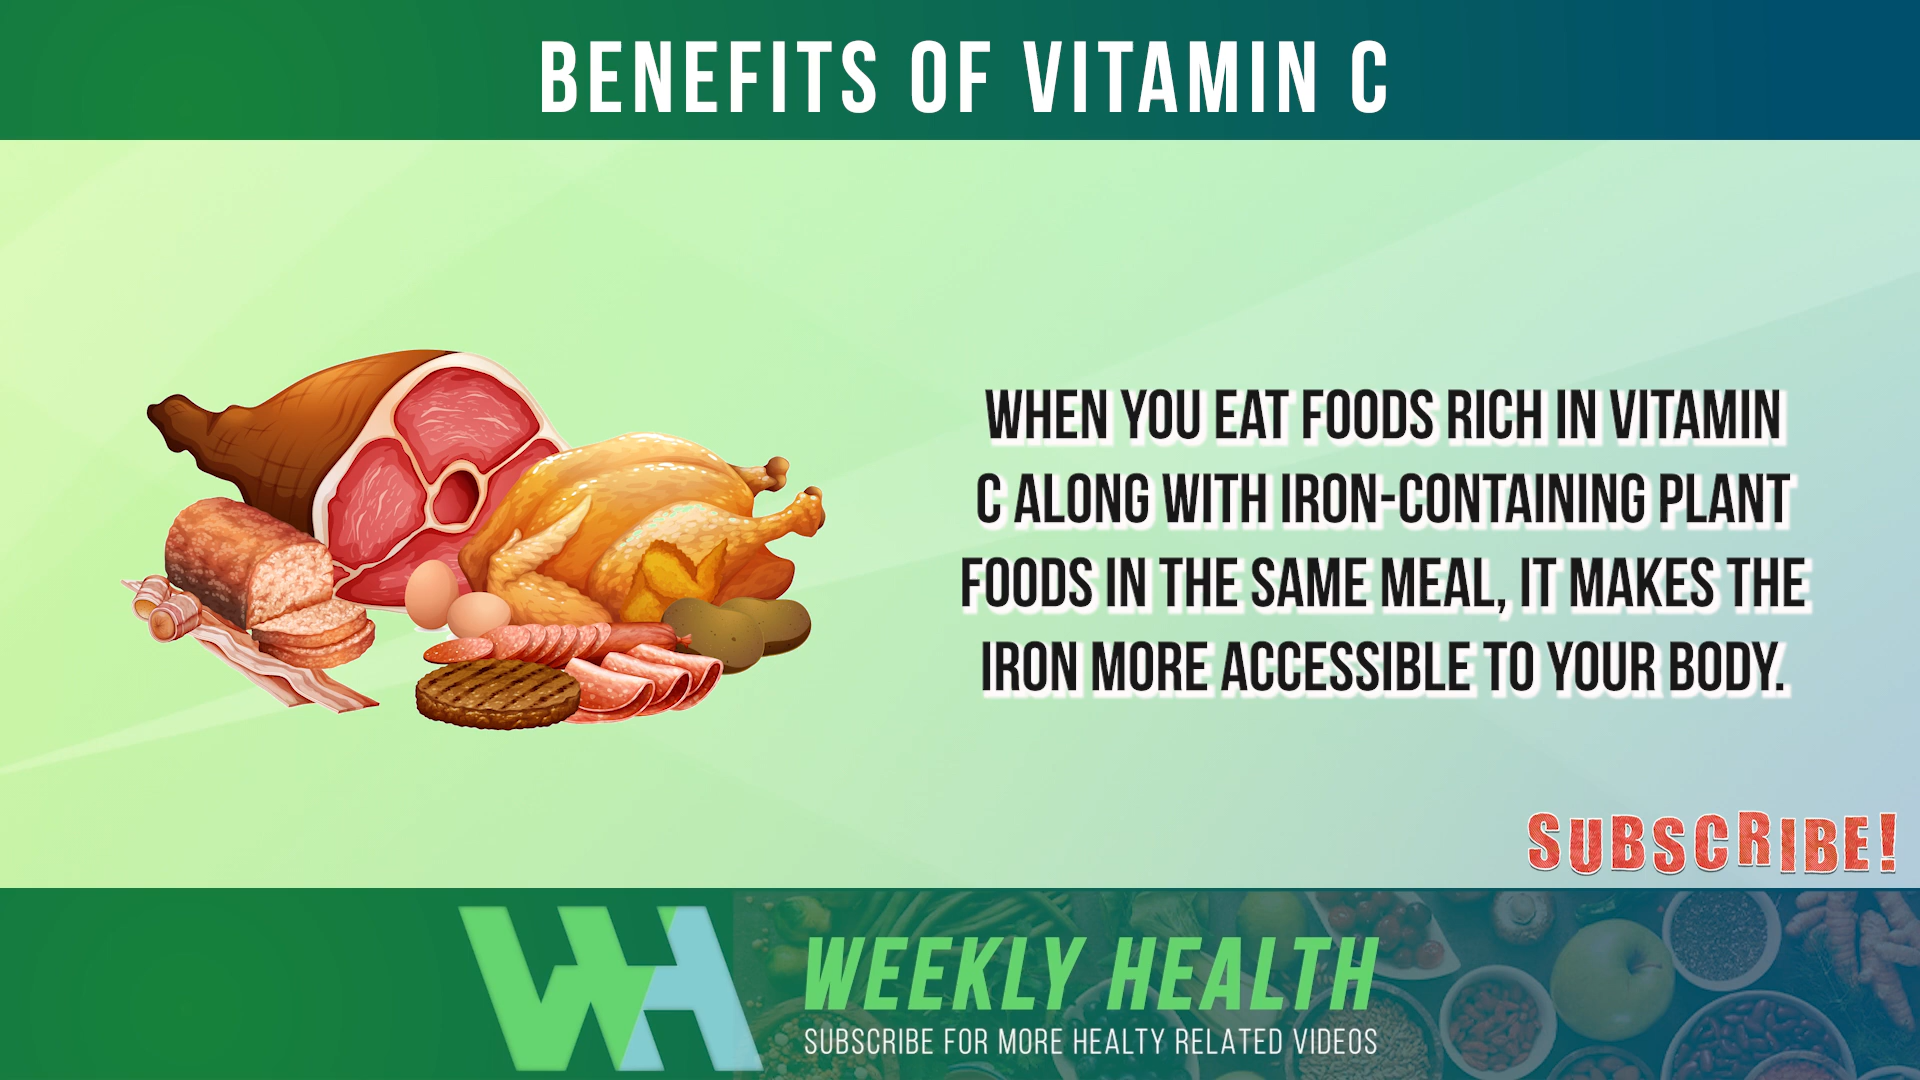 BENEFITS OF VITAMIN C
WHEN YOU EAT FOODS RICH IN VITAMIN
C ALONG WITH IRON-CONTAINING PLANT
FOODS IN THE SAME MEAL, IT MAKES THE
IRON MORE ACCESSIBLE TO YOUR BODY.
SUBSCRIBE!
WH
WEEKLY HEALTH
SUBSCRIBE FOR MORE HEALTY RELATED VIDEOS